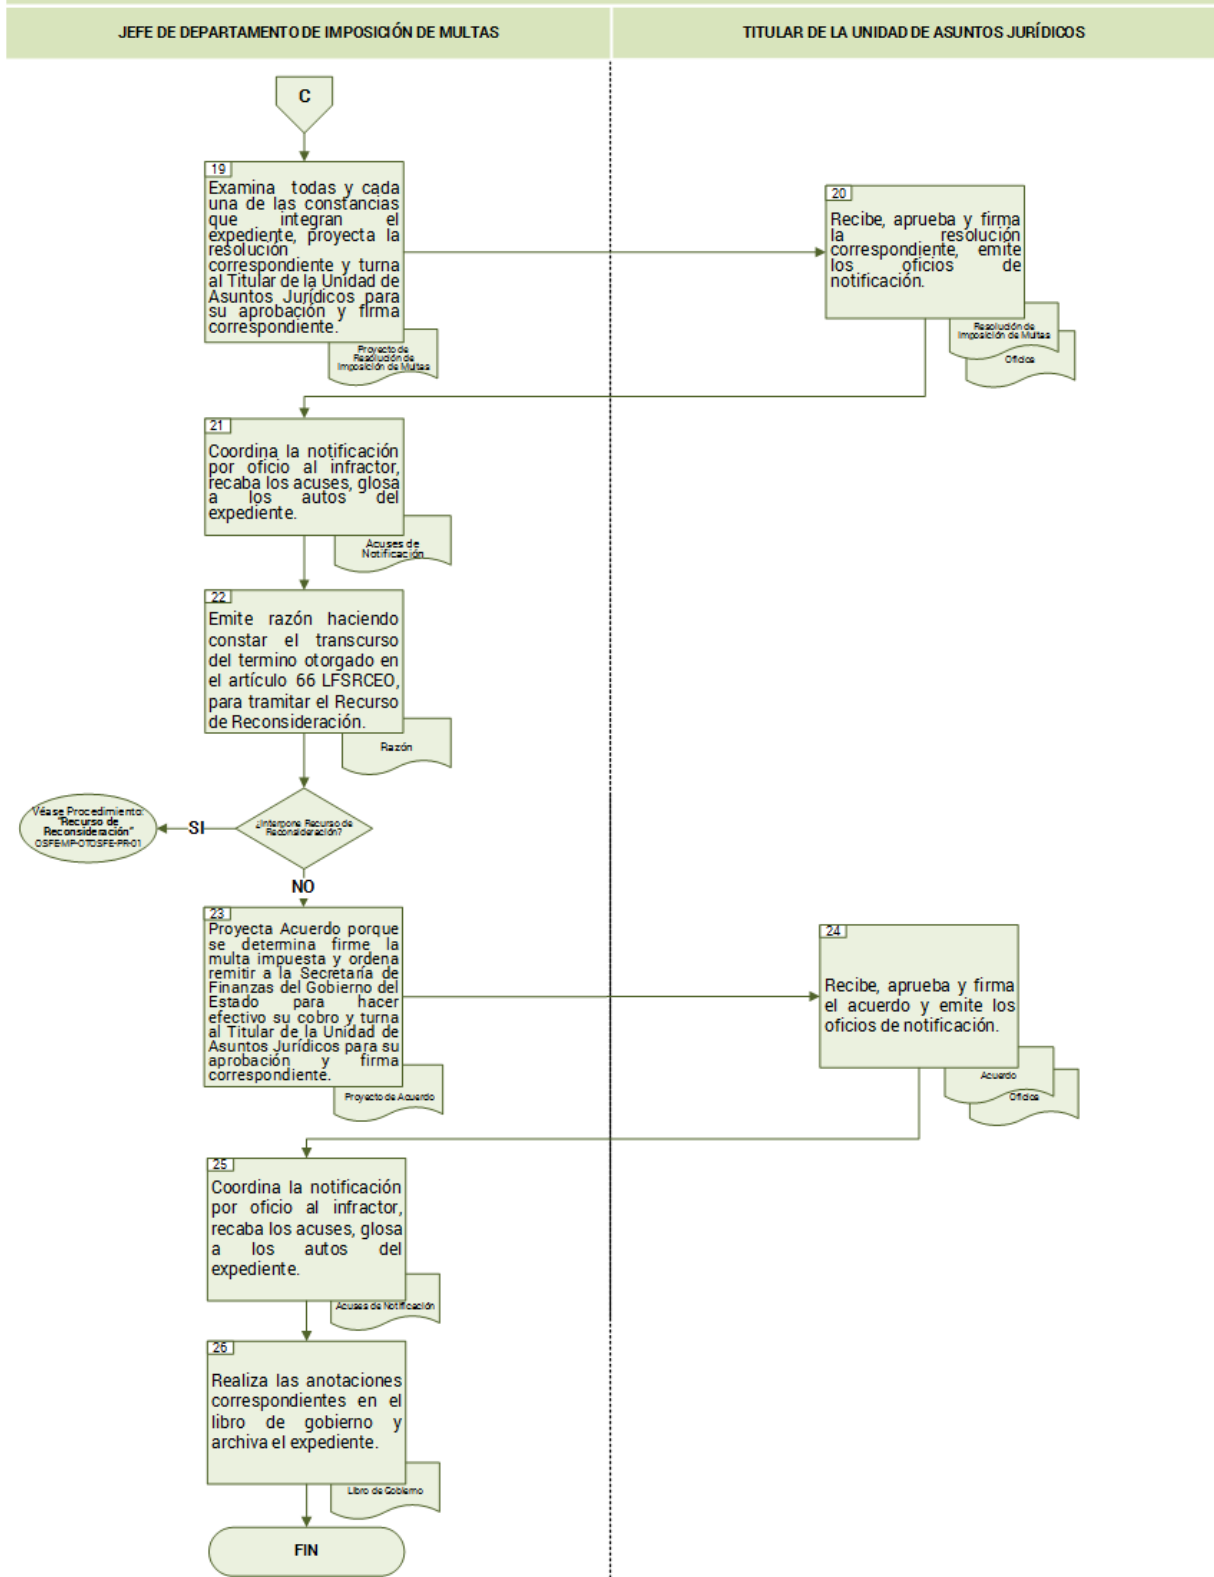 JEFE DE DEPARTAMENTO DE IMPOSICIÓN DE MULTAS
TITULAR DE LA UNIDAD DE ASUNTOS JURÍDICOS
C
19
Examina todas y cada
una de las constancias
que integran el
expediente, proyecta la
resolución
correspondiente y turna
al Titular de la Unidad de
Asuntos Jurídicos para
su aprobación y firma
correspondiente.
Proyecto de
Resolución de
Imposición de Multas
20
Recibe, aprueba y firma
la resolución
correspondiente, emite
los oficios de
notificación.
Resolución de
Imposición de Multas
Oficios
21
Coordina la notificación
por oficio al infractor,
recaba los acuses, glosa
a los autos del
expediente.
Acuses de
Notificación
22
Emite razón haciendo
constar el transcurso
del termino otorgado en
el artículo 66 LFSRCEO,
para tramitar el Recurso
de Reconsideración.
Razón
¿Interpone Recurso de
Reconsideración?
SI
Véase Procedimiento:
"Recurso de
Reconsideración"
OSFE-MP-OTOSFE-PR-01
NO
23
Proyecta Acuerdo porque
se determina firme la
multa impuesta y ordena
remitir a la Secretaría de
Finanzas del Gobierno del
Estado para hacer
efectivo su cobro y turna
al Titular de la Unidad de
Asuntos Jurídicos para su
aprobación y firma
correspondiente.
Proyecto de Acuerdo
24
Recibe, aprueba y firma
el acuerdo y emite los
oficios de notificación.
Acuerdo
Oficios
25
Coordina la notificación
por oficio al infractor,
recaba los acuses, glosa
a los autos del
expediente.
Acuses de Notificación
26
Realiza las anotaciones
correspondientes en el
libro de gobierno y
archiva el expediente.
Libro de Gobierno
FIN